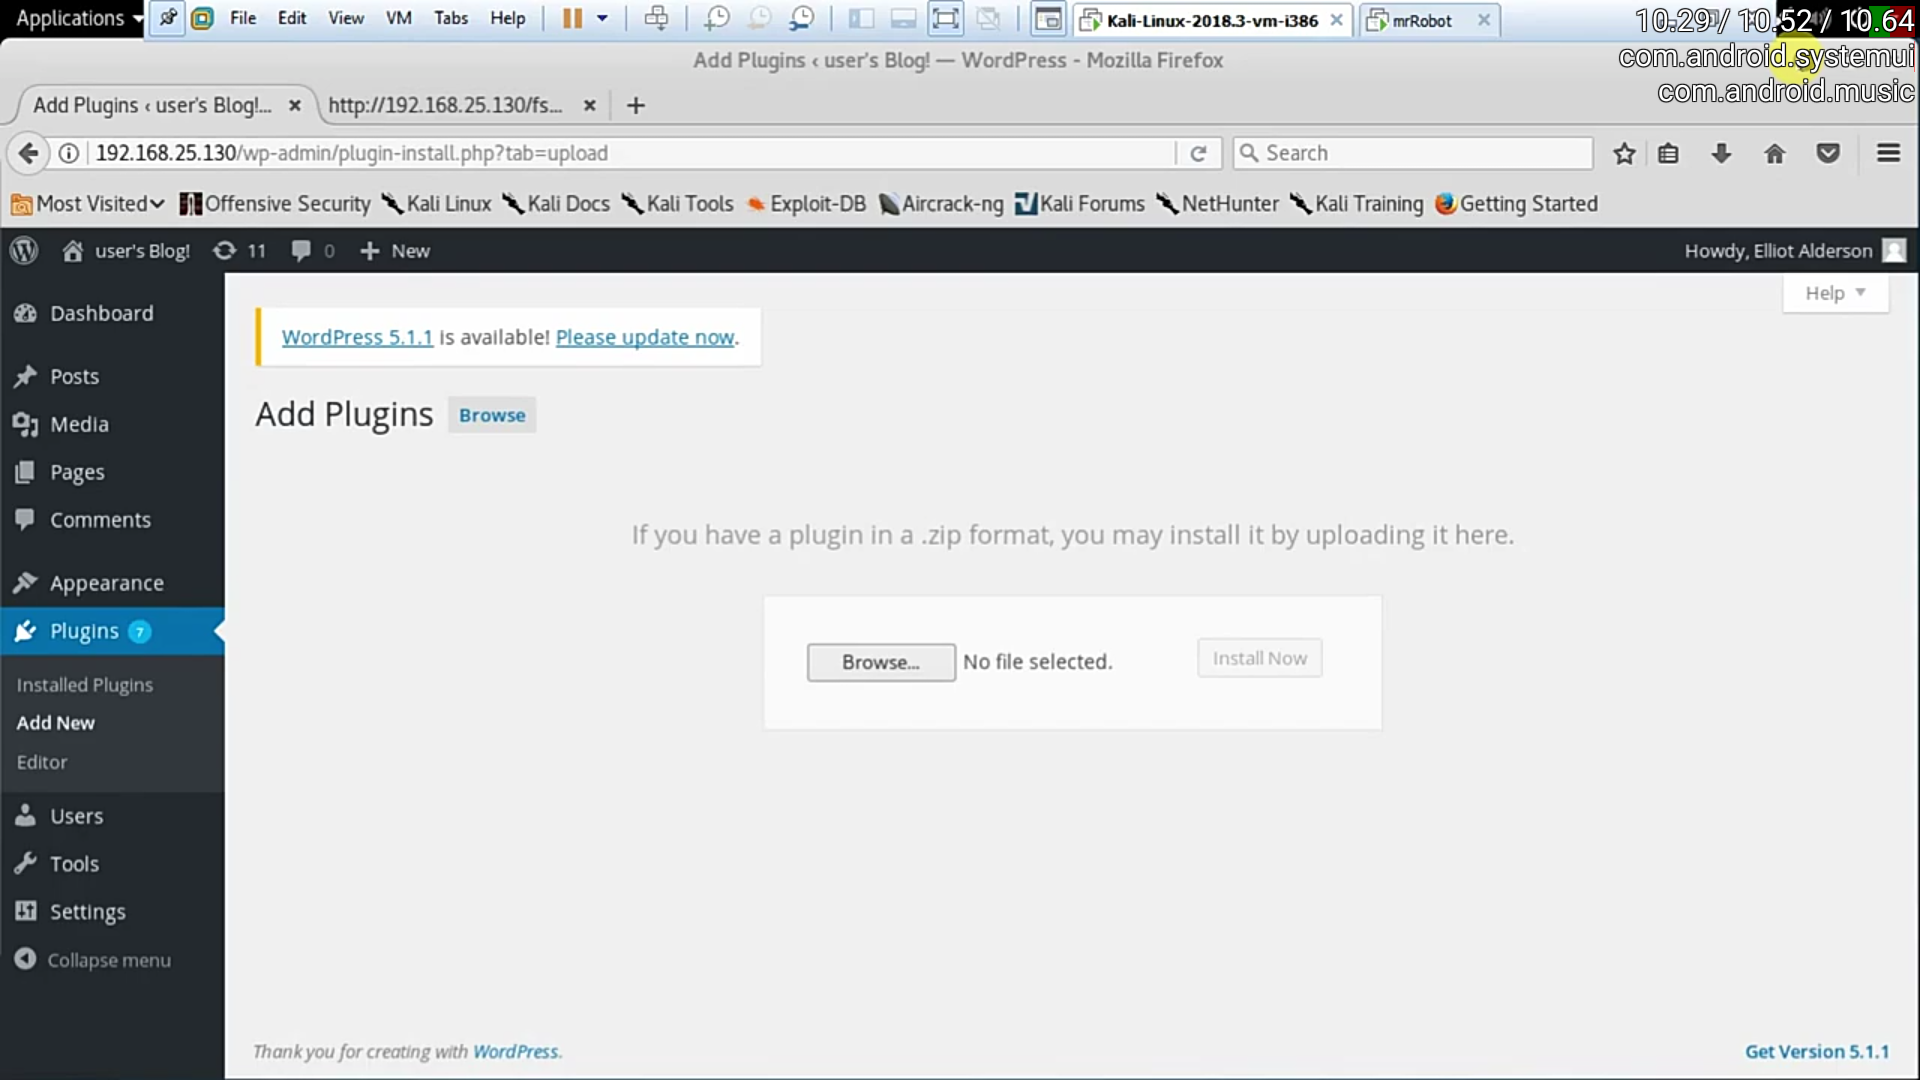 Applications
File Edit View VM Tabs Help
Kali-Linux-2018.3-vm-i386
mrRobot
10.29 / 10.52 / 10.64
com.android.systemui
com.android.music
Add Plugins ‹ user's Blog! — WordPress - Mozilla Firefox
Add Plugins ‹ user's Blog!...
http://192.168.25.130/fs...
192.168.25.130/wp-admin/plugin-install.php?tab=upload
Search
Most Visited Offensive Security Kali Linux Kali Docs Kali Tools Exploit-DB Aircrack-ng Kali Forums NetHunter Kali Training Getting Started
user's Blog! 11 0 New
Howdy, Elliot Alderson
Help
Dashboard
Posts
Media
Pages
Comments
Appearance
Plugins 7
Installed Plugins
Add New
Editor
Users
Tools
Settings
Collapse menu
WordPress 5.1.1 is available! Please update now.
Add Plugins Browse
If you have a plugin in a .zip format, you may install it by uploading it here.
Browse... No file selected. Install Now
Thank you for creating with WordPress.
Get Version 5.1.1